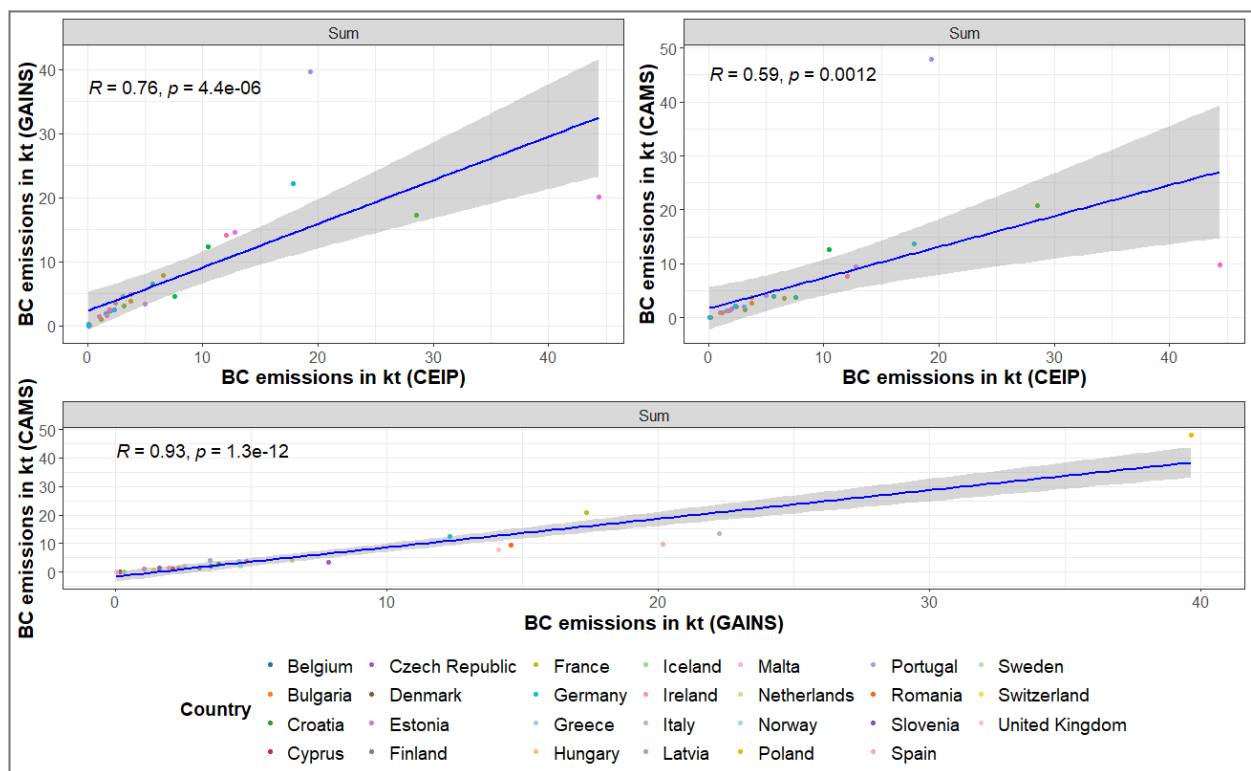 Sum
R = 0.76, p = 4.4e-06
BC emissions in kt (GAINS)
40
30
20
10
0
0 10 20 30 40
BC emissions in kt (CEIP)
Sum
R = 0.59, p = 0.0012
BC emissions in kt (CAMS)
50
40
30
20
10
0
0 10 20 30 40
BC emissions in kt (CEIP)
Sum
R = 0.93, p = 1.3e-12
BC emissions in kt (CAMS)
50
40
30
20
10
0
0 10 20 30 40
BC emissions in kt (GAINS)
Country
Belgium Czech Republic France Iceland Malta Portugal Sweden
Bulgaria Denmark Germany Ireland Netherlands Romania Switzerland
Croatia Estonia Greece Italy Norway Slovenia United Kingdom
Cyprus Finland Hungary Latvia Poland Spain